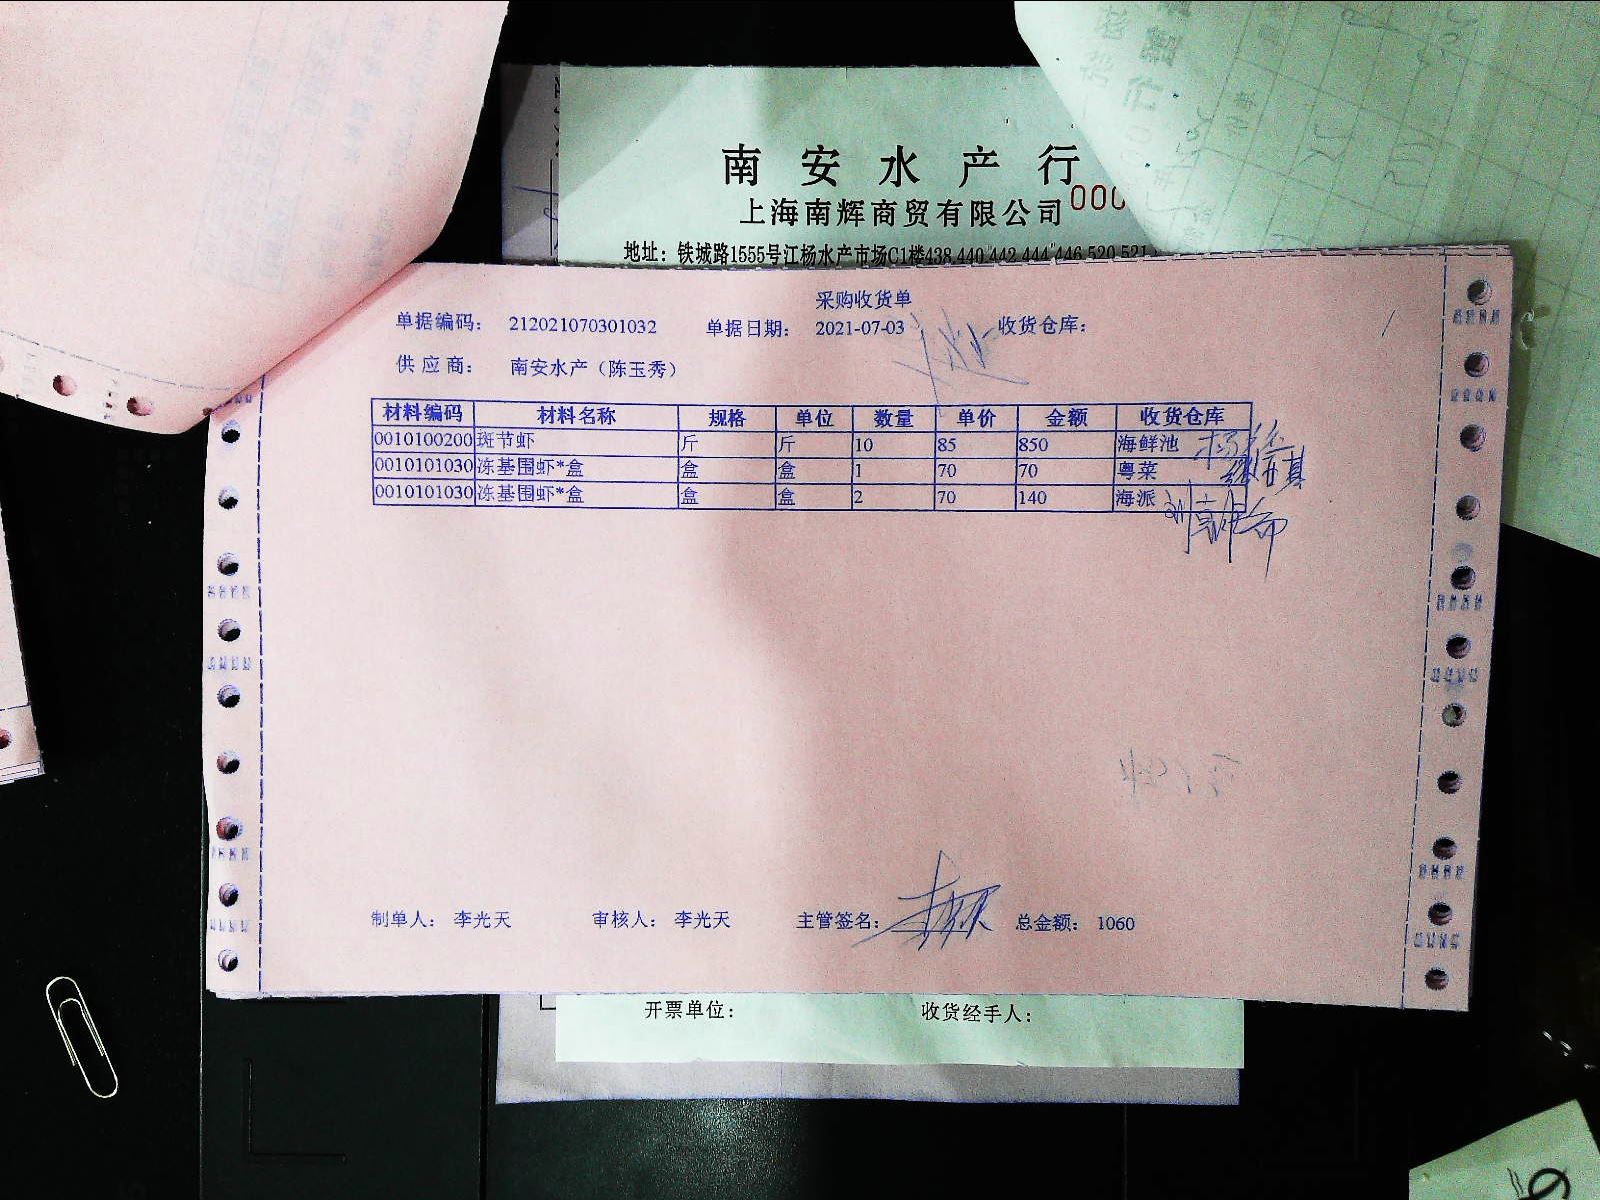 南安水产行
上海南辉商贸有限公司 000
地址：铁城路1555号江杨水产市场C1楼438.440"442.444"446.520.521
采购收货单
单据编码： 212021070301032 单据日期： 2021-07-03 收货仓库：
供应商： 南安水产（陈玉秀）
材料编码 材料名称 规格 单位 数量 单价 金额 收货仓库
0010100200 斑节虾 斤 斤 10 85 850 海鲜池
0010101030 冻基围虾*盒 盒 盒 1 70 70 粤菜
0010101030 冻基围虾*盒 盒 盒 2 70 140 海派
制单人： 李光天 审核人： 李光天 主管签名： 总金额： 1060
开票单位： 收货经手人：